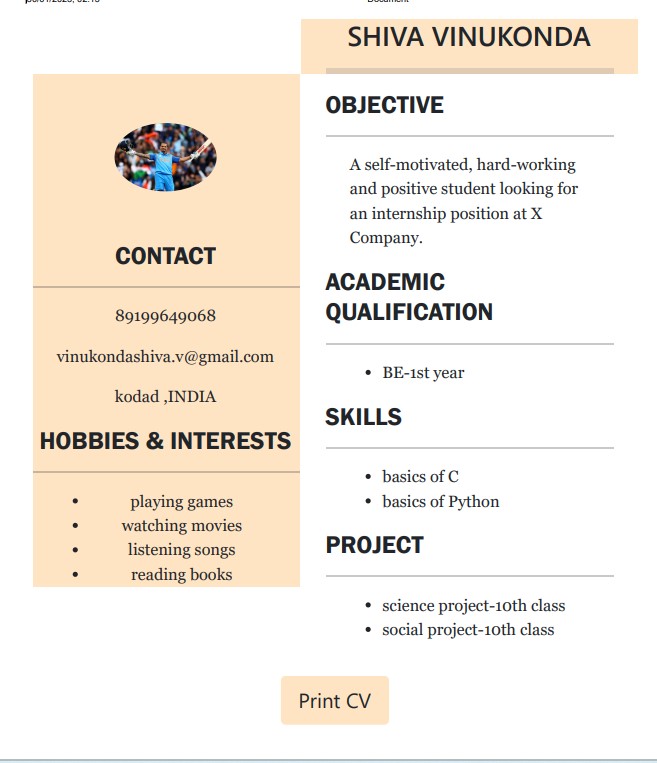 Document
SHIVA VINUKONDA
CONTACT
89199649068
vinukondashiva.v@gmail.com
kodad ,INDIA
HOBBIES & INTERESTS
• playing games
• watching movies
• listening songs
• reading books
OBJECTIVE
A self-motivated, hard-working
and positive student looking for
an internship position at X
Company.
ACADEMIC
QUALIFICATION
• BE-1st year
SKILLS
• basics of C
• basics of Python
PROJECT
• science project-10th class
• social project-10th class
Print CV